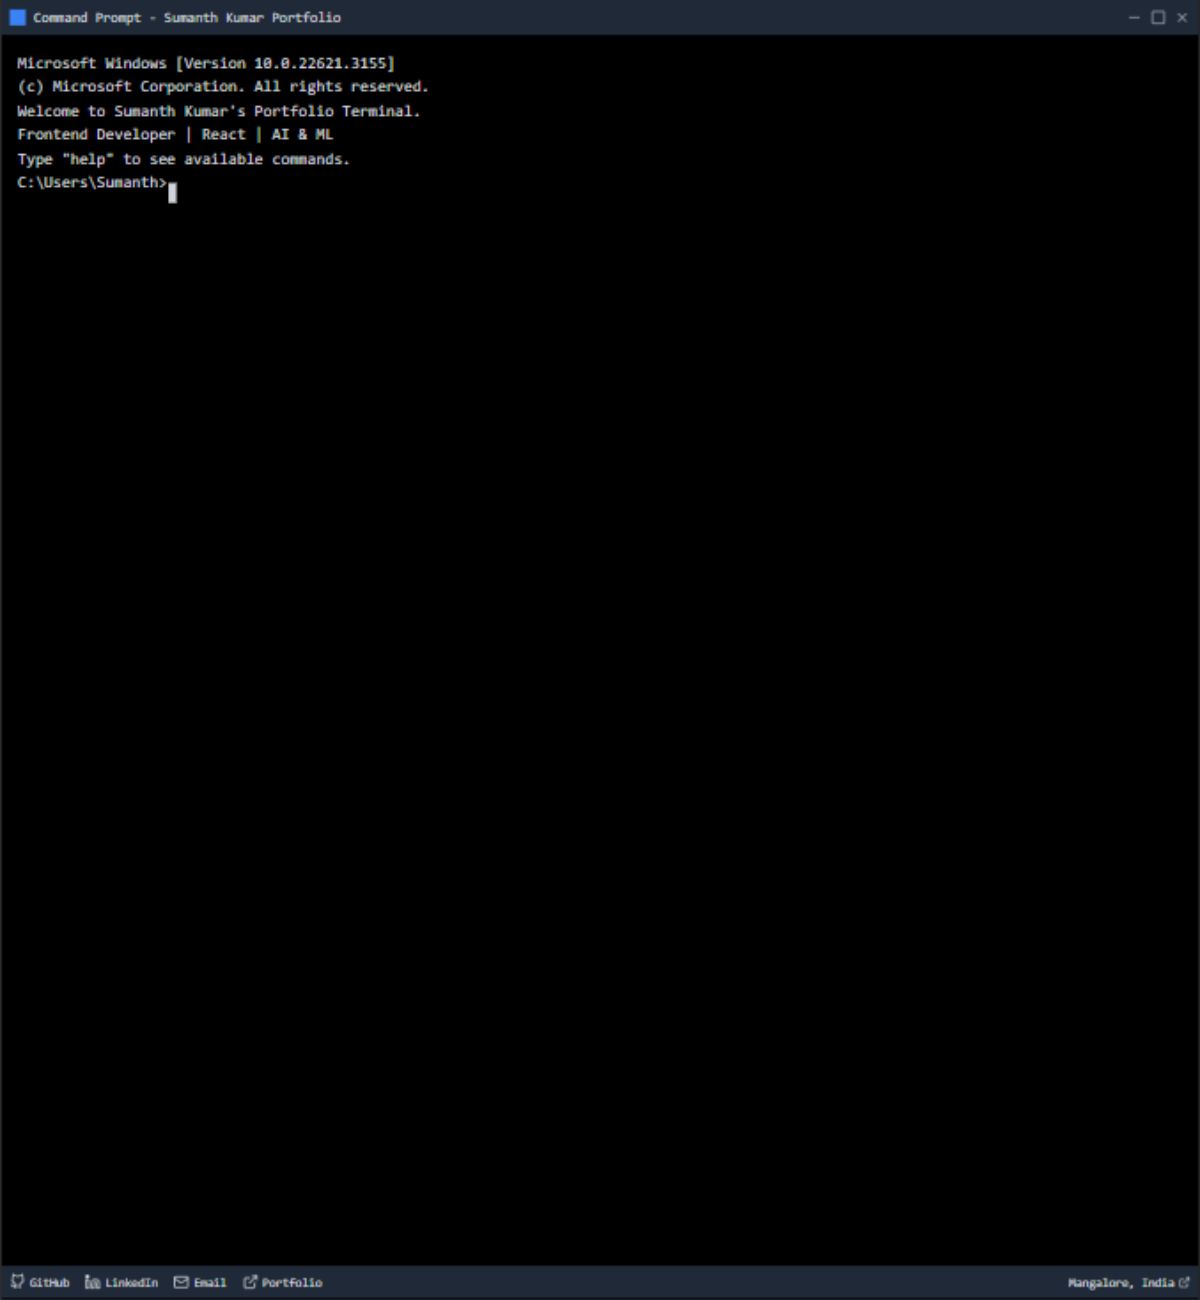 Command Prompt - Sumanth Kumar Portfolio
Microsoft Windows [Version 10.0.22621.3155]
(c) Microsoft Corporation. All rights reserved.
Welcome to Sumanth Kumar's Portfolio Terminal.
Frontend Developer | React | AI & ML
Type "help" to see available commands.
C:\Users\Sumanth>
GitHub LinkedIn Email Portfolio Mangalore, India